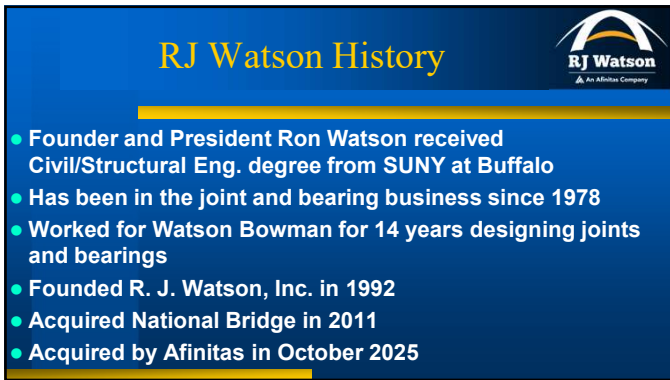 RJ Watson History
RJ Watson
An Afinitas Company
Founder and President Ron Watson received
Civil/Structural Eng. degree from SUNY at Buffalo
Has been in the joint and bearing business since 1978
Worked for Watson Bowman for 14 years designing joints
and bearings
Founded R. J. Watson, Inc. in 1992
Acquired National Bridge in 2011
Acquired by Afinitas in October 2025